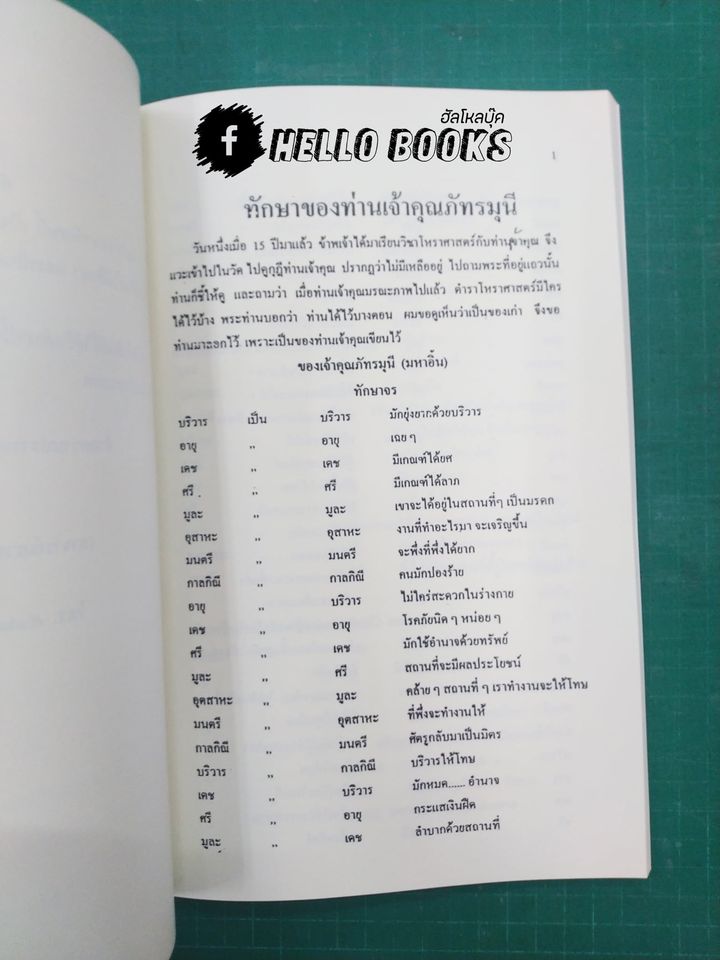 ฮัลโหลบุ๊ค
f HELLO BOOKS
1
ทักษาของท่านเจ้าคุณภัทรมุนี
วันหนึ่งเมื่อ 15 ปีมาแล้ว ข้าพเจ้าได้มาเรียนวิชาโหราศาสตร์กับท่านเจ้าคุณ จึง
แวะเข้าไปในวัด ไปดูกุฏิท่านเจ้าคุณ ปรากฏว่าไม่มีเหลืออยู่ ไปถามพระที่อยู่แถวนั้น
ท่านก็ชี้ให้ดู และถามว่า เมื่อท่านเจ้าคุณมรณะภาพไปแล้ว ตำราโหราศาสตร์มีใคร
ได้ไว้บ้าง พระท่านบอกว่า ท่านได้ไว้บางตอน ผมขอดูเห็นว่าเป็นของเก่า จึงขอ
ท่านมาลอกไว้ เพราะเป็นของท่านเจ้าคุณเขียนไว้
ของเจ้าคุณภัทรมุนี (มหาอิ้น)
ทักษาจร
บริวาร เป็น บริวาร มักยุ่งยากด้วยบริวาร
อายุ ,, อายุ เฉย ๆ
เดช ,, เดช มีเกณฑ์ได้ยศ
ศรี ,, ศรี มีเกณฑ์ได้ลาภ
มูละ ,, มูละ เขาจะได้อยู่ในสถานที่ๆ เป็นมรดก
อุสาหะ ,, อุสาหะ งานที่ทำอะไรมา จะเจริญขึ้น
มนตรี ,, มนตรี จะพึ่งที่พึ่งได้ยาก
กาลกิณี ,, กาลกิณี คนมักปองร้าย
อายุ ,, บริวาร ไม่ใคร่สะดวกในร่างกาย
เดช ,, อายุ โรคภัยนิด ๆ หน่อย ๆ
ศรี ,, เดช มักใช้อำนาจด้วยทรัพย์
มูละ ,, ศรี สถานที่จะมีผลประโยชน์
อุตสาหะ ,, มูละ คล้าย ๆ สถานที่ ๆ เราทำงานจะให้โทษ
มนตรี ,, อุตสาหะ ที่พึ่งจะทำงานให้
กาลกิณี ,, มนตรี ศัตรูกลับมาเป็นมิตร
บริวาร ,, กาลกิณี บริวารให้โทษ
เดช ,, บริวาร มักหมด...... อำนาจ
ศรี ,, อายุ กระแสเงินฝืด
มูละ ,, เดช ลำบากด้วยสถานที่